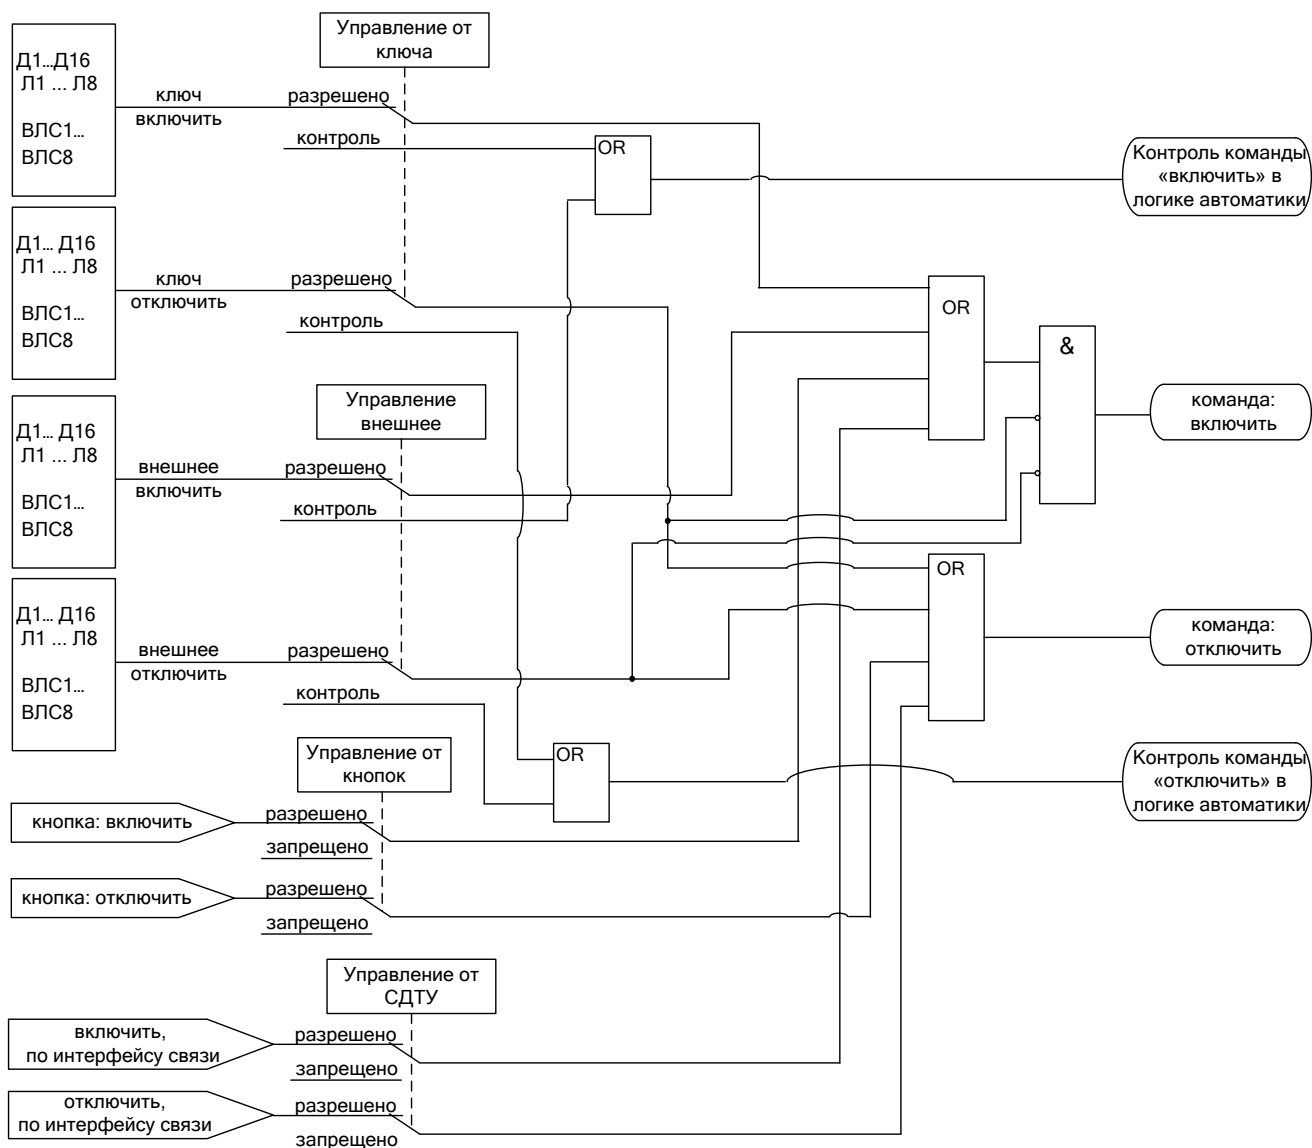 Управление от
ключа
Д1...Д16
Л1 ... Л8
ВЛС1...
ВЛС8
ключ
включить
разрешено
контроль
OR
Контроль команды
«включить» в
логике автоматики
Д1... Д16
Л1 ... Л8
ВЛС1...
ВЛС8
ключ
отключить
разрешено
контроль
OR
&
Управление
внешнее
команда:
включить
Д1... Д16
Л1 ... Л8
ВЛС1...
ВЛС8
внешнее
включить
разрешено
контроль
OR
Д1... Д16
Л1 ... Л8
ВЛС1...
ВЛС8
внешнее
отключить
разрешено
контроль
команда:
отключить
Управление от
кнопок
OR
Контроль команды
«отключить» в
логике автоматики
кнопка: включить
разрешено
запрещено
кнопка: отключить
разрешено
запрещено
Управление от
СДТУ
включить,
по интерфейсу связи
разрешено
запрещено
отключить,
по интерфейсу связи
разрешено
запрещено